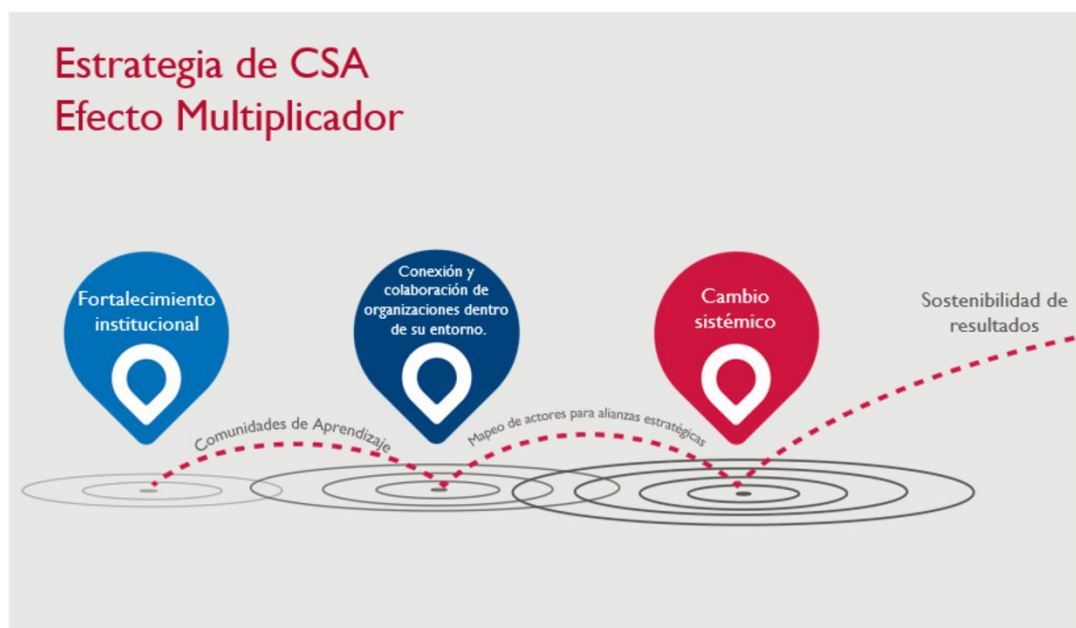 Estrategia de CSA
Efecto Multiplicador
Fortalecimiento
institucional
Comunidades de Aprendizaje
Conexión y
colaboración de
organizaciones dentro
de su entorno.
Mapeo de actores para alianzas estratégicas
Cambio
sistémico
Sostenibilidad de
resultados